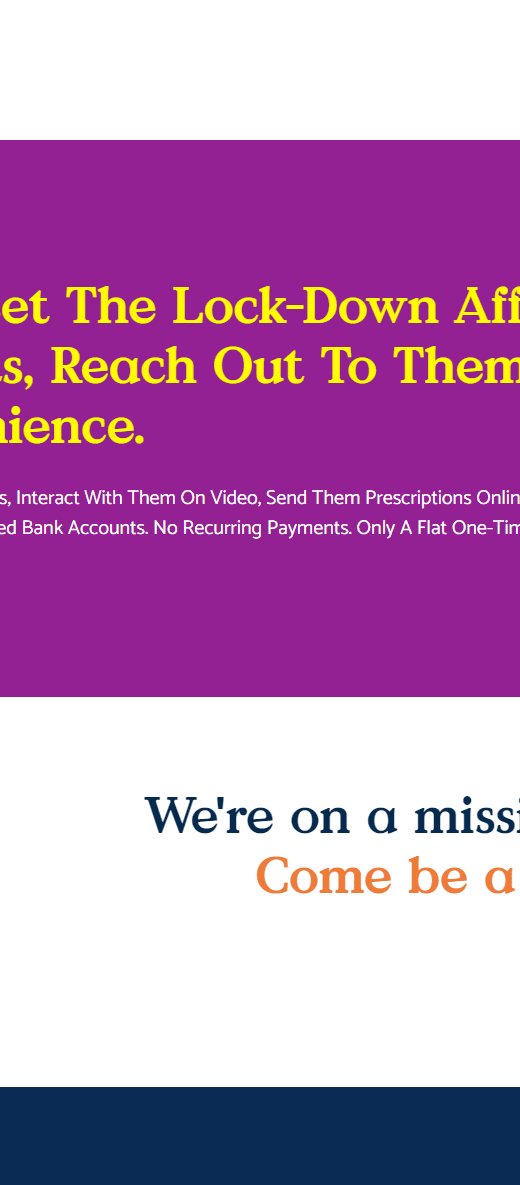 et The Lock-Down Aff
s, Reach Out To Them
nience.
s, Interact With Them On Video, Send Them Prescriptions Onlin
ed Bank Accounts. No Recurring Payments. Only A Flat One-Tim
We're on a missi
Come be a